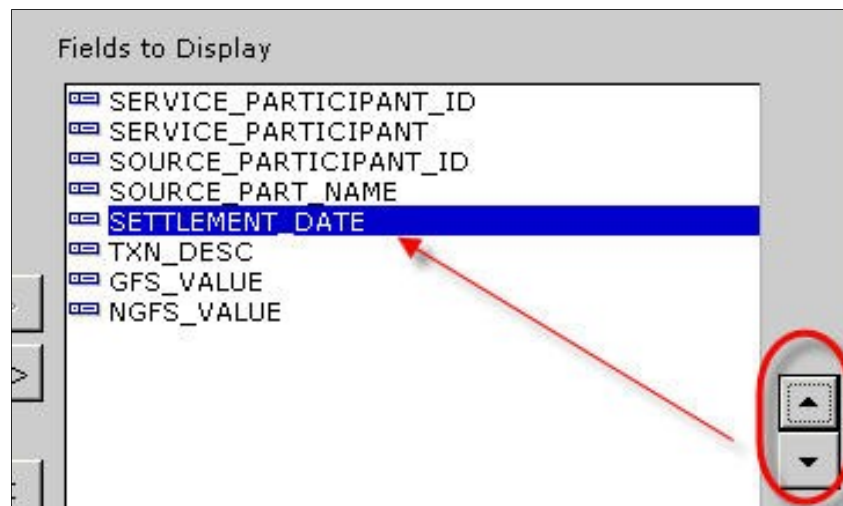 Fields to Display
SERVICE_PARTICIPANT_ID
SERVICE_PARTICIPANT
SOURCE_PARTICIPANT_ID
SOURCE_PART_NAME
SETTLEMENT_DATE
TXN_DESC
GFS_VALUE
NGFS_VALUE
>